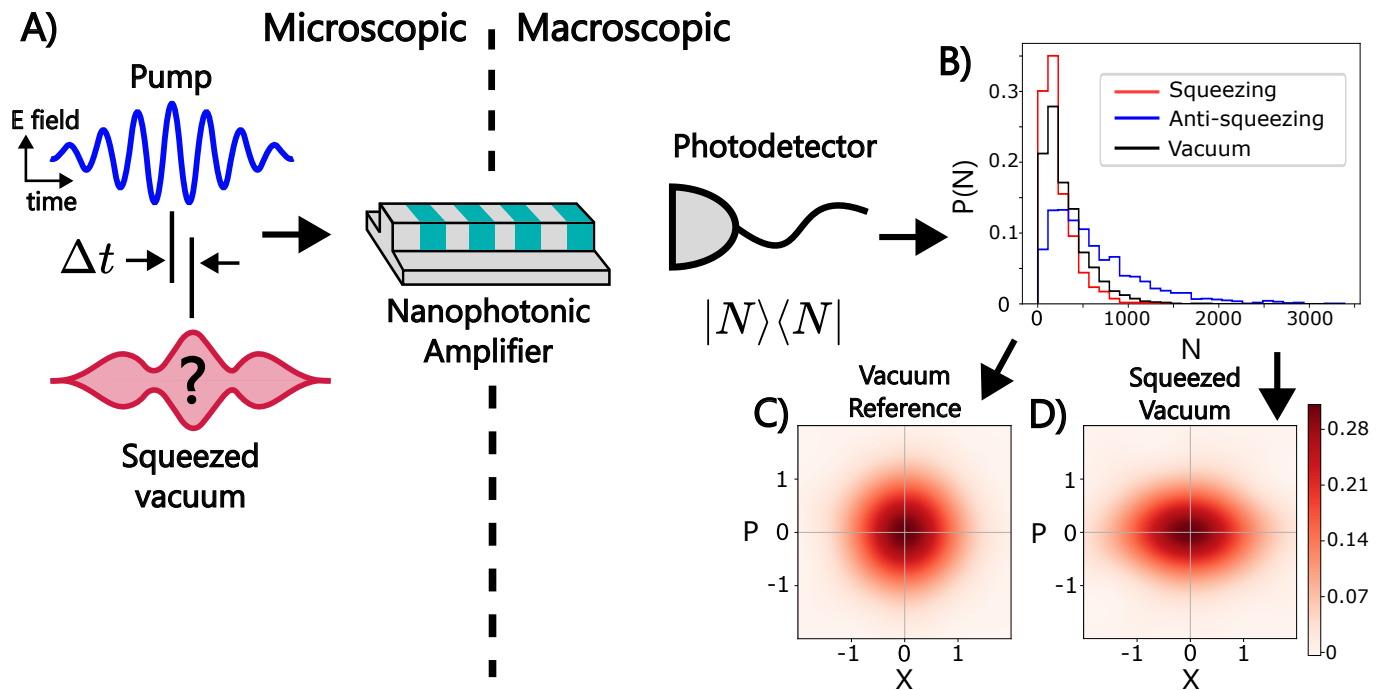 A)
Microscopic
Macroscopic
Pump
E field
time
Δt
?
Squeezed
vacuum
Nanophotonic
Amplifier
Photodetector
|N⟩⟨N|
B)
Squeezing
Anti-squeezing
Vacuum
P(N)
0.3
0.2
0.1
0
0
1000
2000
3000
N
Vacuum
Reference
C)
P
1
0
-1
-1
0
1
X
Squeezed
Vacuum
D)
P
1
0
-1
-1
0
1
X
0.28
0.21
0.14
0.07
0